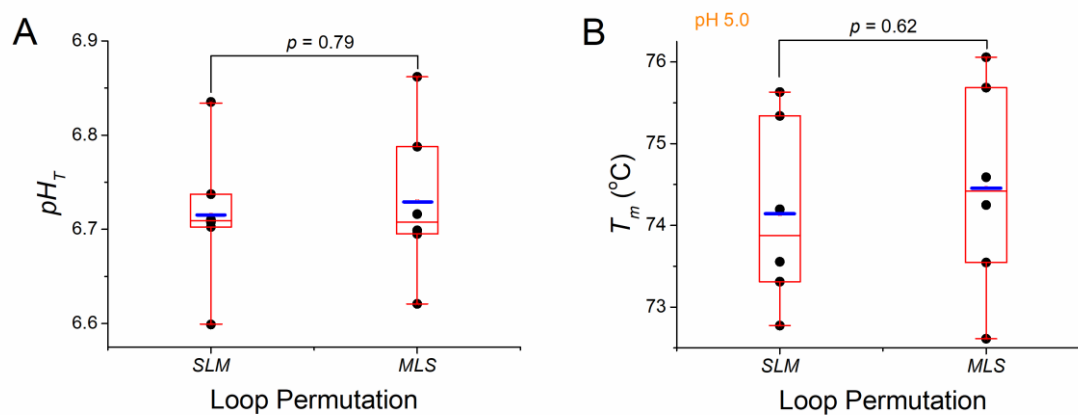 A
p = 0.79
6.9
6.8
6.7
6.6
pH_T
SLM
MLS
Loop Permutation
B
pH 5.0
p = 0.62
76
75
74
73
T_m (°C)
SLM
MLS
Loop Permutation